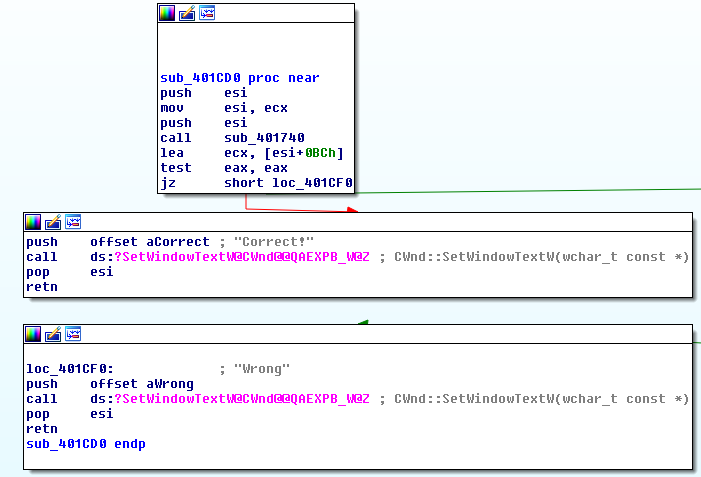 sub_401CD0 proc near
push esi
mov esi, ecx
push esi
call sub_401740
lea ecx, [esi+0BCh]
test eax, eax
jz short loc_401CF0
push offset aCorrect ; "Correct!"
call ds:?SetWindowTextW@CWnd@@QAEXPB_W@Z ; CWnd::SetWindowTextW(wchar_t const *)
pop esi
retn
loc_401CF0: ; "Wrong"
push offset aWrong
call ds:?SetWindowTextW@CWnd@@QAEXPB_W@Z ; CWnd::SetWindowTextW(wchar_t const *)
pop esi
retn
sub_401CD0 endp